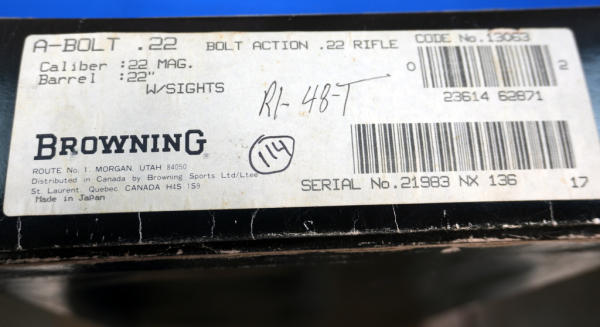 A-BOLT .22 BOLT ACTION .22 RIFLE CODE No.13063
Caliber :22 MAG.
Barrel :22"
W/SIGHTS
0 2
23614 62871
R1-48-T
BROWNING
114
ROUTE No. 1. MORGAN, UTAH 84050
Distributed in Canada by Browning Sports Ltd/Ltee
St. Laurent, Quebec, CANADA H4S 1S9
Made in Japan
SERIAL No.21983 NX 136 17